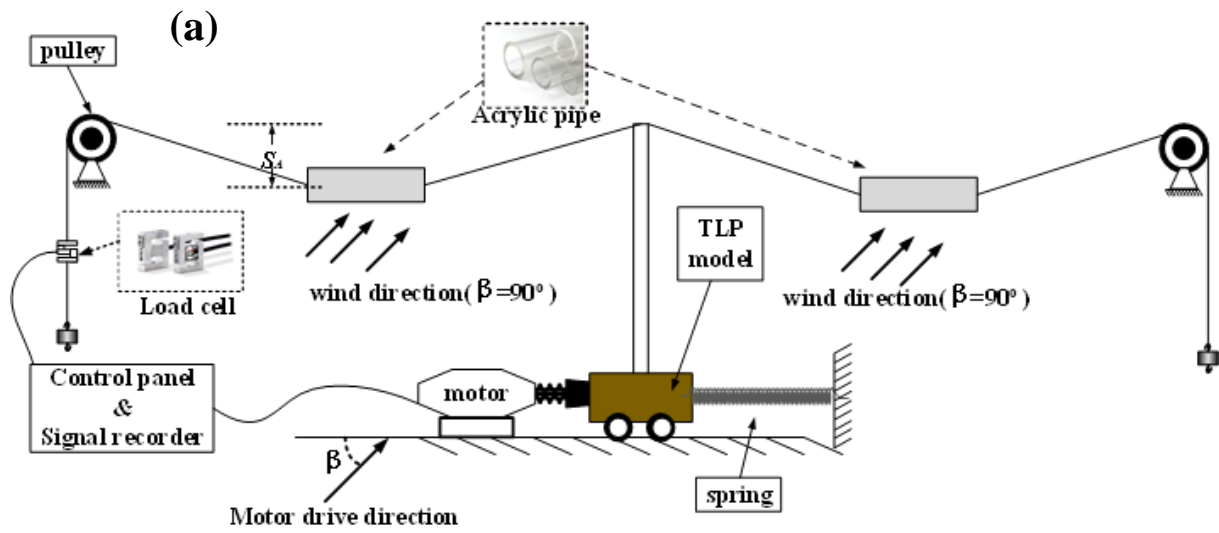 (a)
pulley
Acrylic pipe
S_A
TLP
model
wind direction( β=90° )
wind direction( β=90° )
Load cell
Control panel
&
Signal recorder
motor
β
spring
Motor drive direction